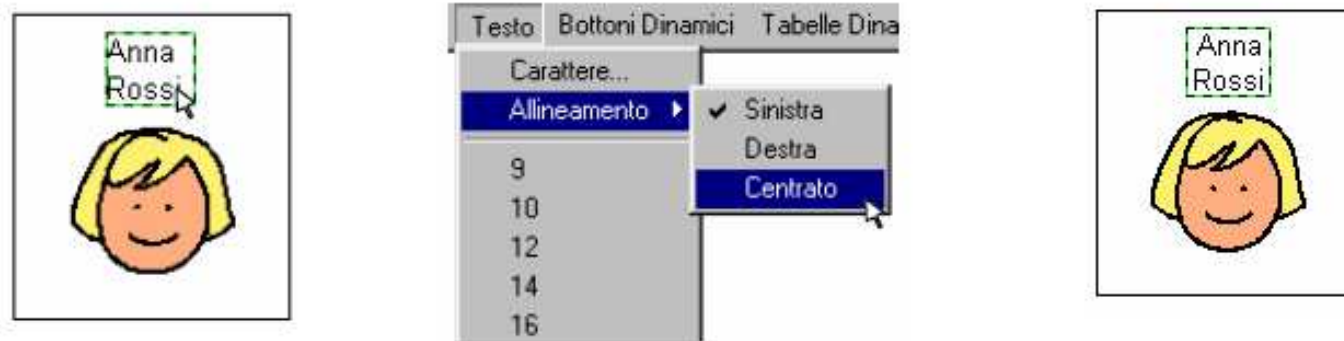 Anna
Rossi
Testo Bottoni Dinamici Tabelle Dina
Carattere...
Allineamento
Sinistra
Destra
Centrato
9
10
12
14
16
Anna
Rossi